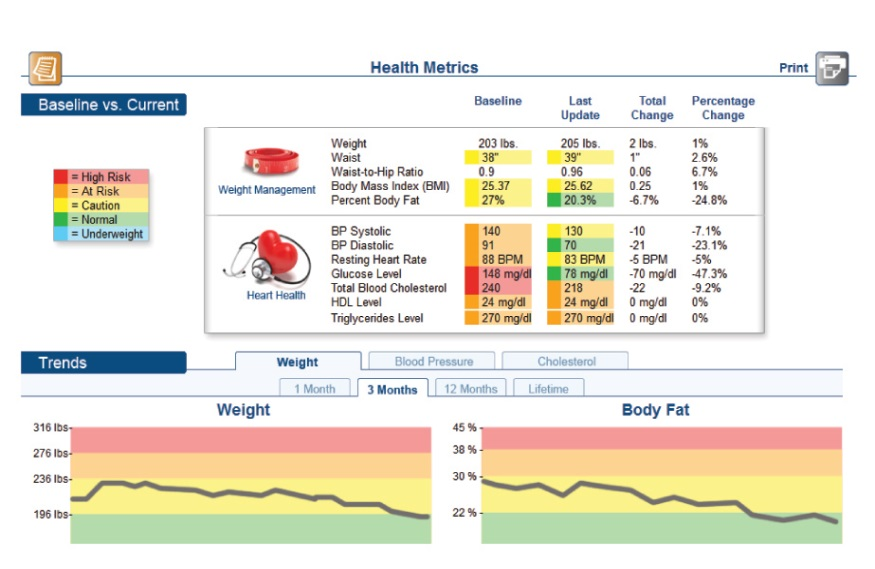 Health Metrics
Print
Baseline vs. Current
Baseline Last Update Total Change Percentage Change
= High Risk
= At Risk
= Caution
= Normal
= Underweight
Weight Management
Weight 203 lbs. 205 lbs. 2 lbs. 1%
Waist 38" 39" 1" 2.6%
Waist-to-Hip Ratio 0.9 0.96 0.06 6.7%
Body Mass Index (BMI) 25.37 25.62 0.25 1%
Percent Body Fat 27% 20.3% -6.7% -24.8%
Heart Health
BP Systolic 140 130 -10 -7.1%
BP Diastolic 91 70 -21 -23.1%
Resting Heart Rate 88 BPM 83 BPM -5 BPM -5%
Glucose Level 148 mg/dl 78 mg/dl -70 mg/dl -47.3%
Total Blood Cholesterol 240 218 -22 -9.2%
HDL Level 24 mg/dl 24 mg/dl 0 mg/dl 0%
Triglycerides Level 270 mg/dl 270 mg/dl 0 mg/dl 0%
Trends
Weight Blood Pressure Cholesterol
1 Month 3 Months 12 Months Lifetime
Weight
316 lbs
276 lbs
236 lbs
196 lbs
Body Fat
45 %
38 %
30 %
22 %